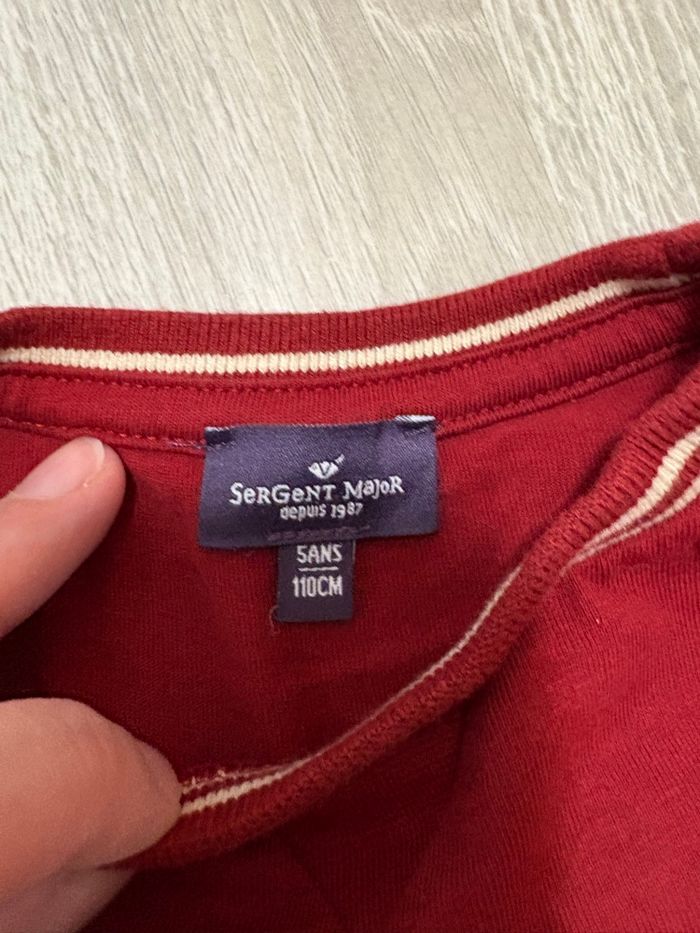 SeRGeNT MaJoR
depuis 1987
5ANS
110CM